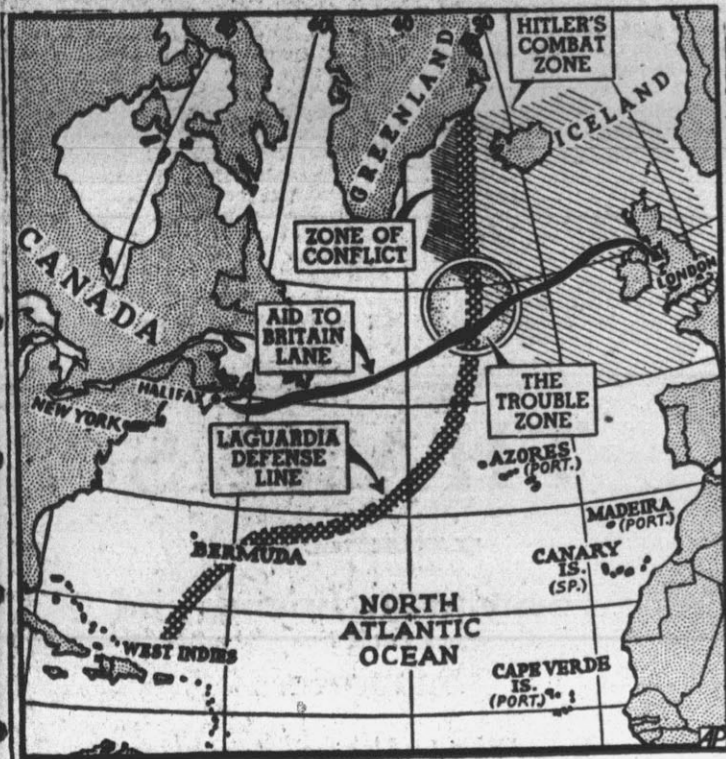 HITLER'S
COMBAT
ZONE
GREENLAND
ICELAND
ZONE OF
CONFLICT
CANADA
LONDON
AID TO
BRITAIN
LANE
HALIFAX
NEW YORK
THE
TROUBLE
ZONE
LAGUARDIA
DEFENSE
LINE
AZORES
(PORT.)
MADEIRA
(PORT.)
BERMUDA
CANARY
IS.
(SP.)
NORTH
ATLANTIC
OCEAN
WEST INDIES
CAPE VERDE
IS.
(PORT.)
AP